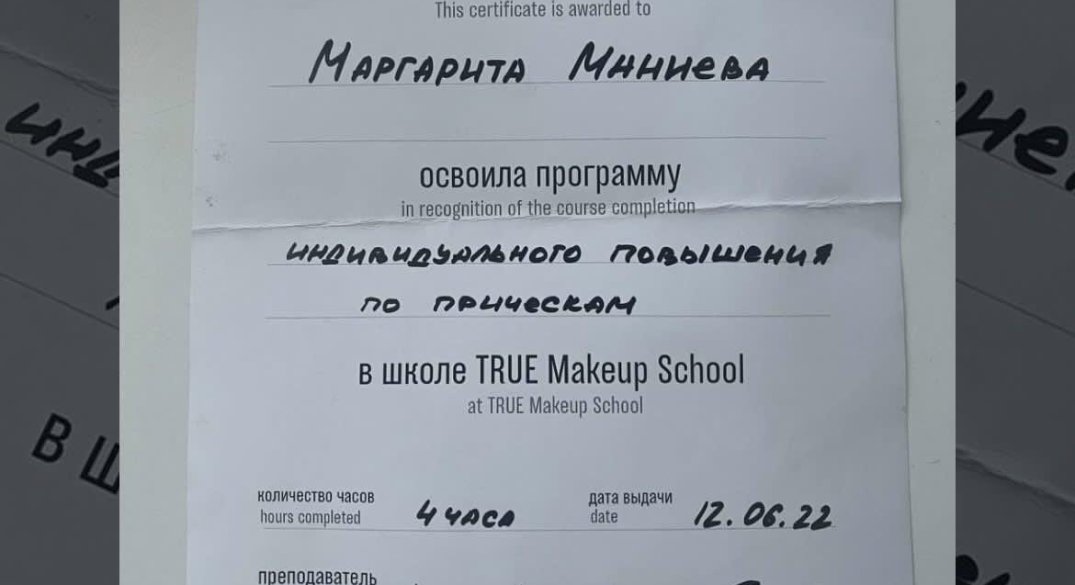 This certificate is awarded to
Маргарита Миниева
освоила программу
in recognition of the course completion
индивидуального повышения
по прическам
в школе TRUE Makeup School
at TRUE Makeup School
количество часов 4 часа дата выдачи 12.06.22
hours completed date
преподаватель